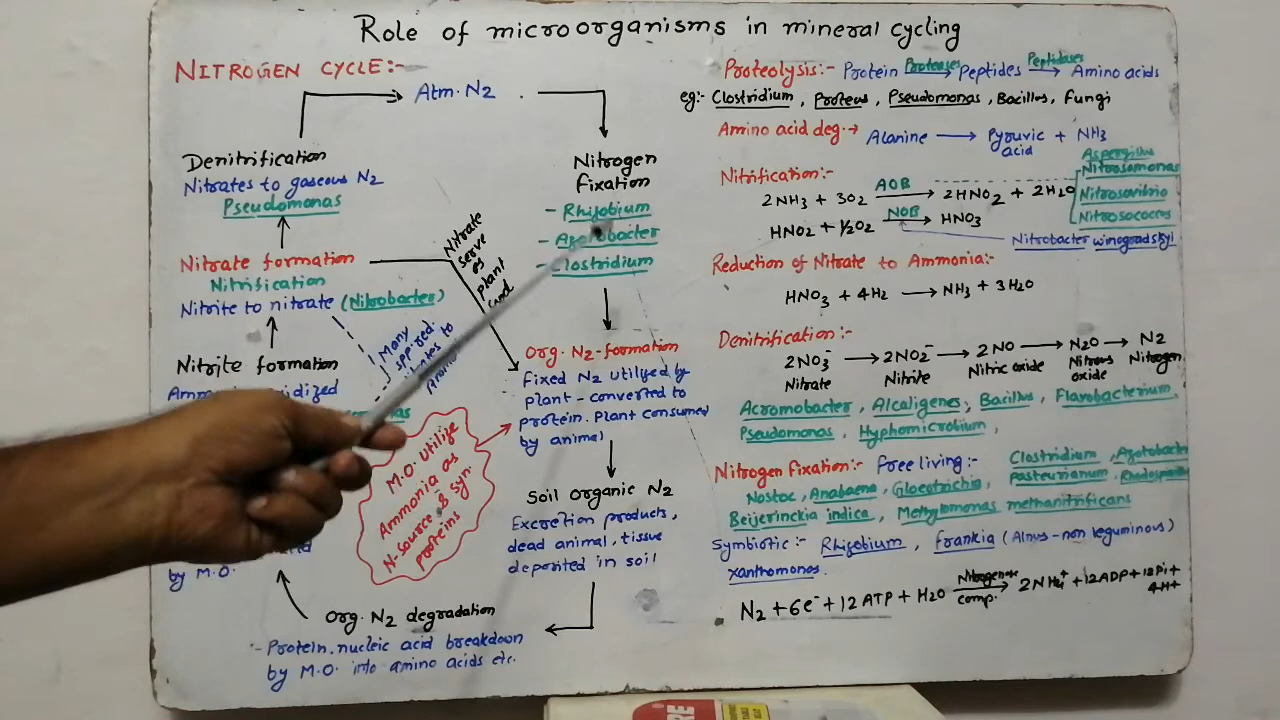 Role of microorganisms in mineral cycling
NITROGEN CYCLE:-
Atm. N2
Denitrification
Nitrates to gaseous N2
Pseudomonas
Nitrate formation
Nitrification
Nitrite to nitrate (Nitrobacter)
Nitrite formation
by M.O.
Nitrogen
fixation
- Rhizobium
- Azotobacter
- Clostridium
Nitrate
serve
as
plant
Many
spp. red.
M.O. Utilize
Ammonia as
N-source & syn.
proteins
Org. N2-formation
Fixed N2 utilized by
plant - converted to
protein. Plant consumed
by animal
Soil organic N2
Excretion products,
dead animal, tissue
deposited in soil
Org. N2 degradation
:- Protein, nucleic acid breakdown
by M.O. into amino acids etc.
Proteolysis:- Protein Proteases → Peptides Peptidases → Amino acids
eg:- Clostridium, Proteus, Pseudomonas, Bacillus, Fungi
Amino acid deg.→ Alanine → Pyruvic acid + NH3
Nitrification:-
2NH3 + 3O2 AOB → 2HNO2 + 2H2O
HNO2 + 1/2O2 NOB → HNO3
Aspergillus
Nitrosomonas
Nitrosovibrio
Nitrosococcus
Nitrobacter winogradskyi
Reduction of Nitrate to Ammonia:-
HNO3 + 4H2 → NH3 + 3H2O
Denitrification:-
2NO3- → 2NO2- → 2NO → N2O → N2
Nitrate Nitrite Nitric oxide Nitrous oxide Nitrogen
Acromobacter, Alcaligenes, Bacillus, Flavobacterium,
Pseudomonas, Hyphomicrobium,
Nitrogen fixation:- Free living:- Clostridium pasteurianum, Azotobacter
Nostoc, Anabaena, Gloeotrichia,
Beijerinckia indica, Methylomonas methanitrificans
Symbiotic:- Rhizobium, Frankia (Alnus-non leguminous)
xanthomonas.
N2 + 6e- + 12 ATP + H2O Nitrogenase comp. → 2NH4+ + 12ADP + 12Pi + 4H+